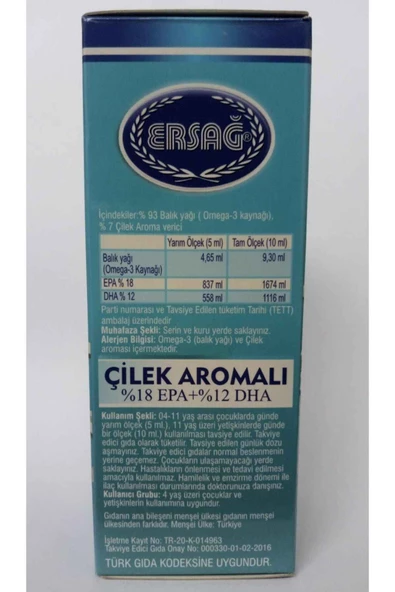 ERSAĞ®
İçindekiler:% 93 Balık yağı ( Omega-3 kaynağı),
% 7 Çilek Aroma verici
Yarım Ölçek (5 ml) Tam Ölçek (10 ml)
Balık yağı 4,65 ml 9,30 ml
(Omega-3 Kaynağı)
EPA % 18 837 ml 1674 ml
DHA % 12 558 ml 1116 ml
Parti numarası ve Tavsiye Edilen tüketim Tarihi (TETT)
ambalaj üzerindedir
Muhafaza Şekli: Serin ve kuru yerde saklayınız.
Alerjen Bilgisi: Omega-3 (balık yağı) ve Çilek
aroması içermektedir.
ÇİLEK AROMALI
%18 EPA+%12 DHA
Kullanım Şekli: 04-11 yaş arası çocuklarda günde
yarım ölçek (5 ml.), 11 yaş üzeri yetişkinlerde günde
bir ölçek (10 ml.) kullanılması tavsiye edilir. Takviye
edici gıda olarak tüketilir. Tavsiye edilen günlük dozu
aşmayınız. Takviye edici gıdalar normal beslenmenin
yerine geçemez. Çocukların ulaşamayacağı yerde
saklayınız. Hastalıkların önlenmesi ve tedavi edilmesi
amacıyla kullanılmaz. Hamilelik ve emzirme dönemi ile
ilaç kullanılması durumlarında doktorunuza danışınız.
Kullanıcı Grubu: 4 yaş üzeri çocuklar ve
yetişkinlerin kullanımına uygundur.
Gıdanın ana bileşeni menşei ülkesi gıdanın menşei
ülkesinden farklıdır. Menşei Ülke: Türkiye
İşletme Kayıt No: TR-20-K-014963
Takviye Edici Gıda Onay No: 000330-01-02-2016
TÜRK GIDA KODEKSİNE UYGUNDUR.